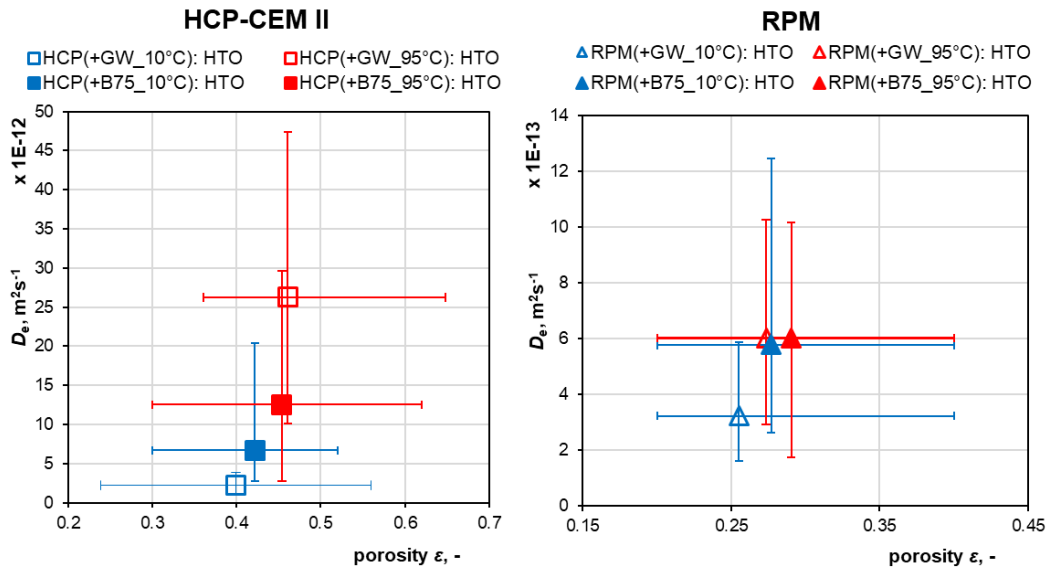 HCP-CEM II
HCP(+GW_10°C): HTO HCP(+GW_95°C): HTO
HCP(+B75_10°C): HTO HCP(+B75_95°C): HTO
x 1E-12
Dₑ, m²s⁻¹
50
45
40
35
30
25
20
15
10
5
0
0.2 0.3 0.4 0.5 0.6 0.7
porosity ε, -
RPM
RPM(+GW_10°C): HTO RPM(+GW_95°C): HTO
RPM(+B75_10°C): HTO RPM(+B75_95°C): HTO
x 1E-13
Dₑ, m²s⁻¹
14
12
10
8
6
4
2
0
0.15 0.25 0.35 0.45
porosity ε, -